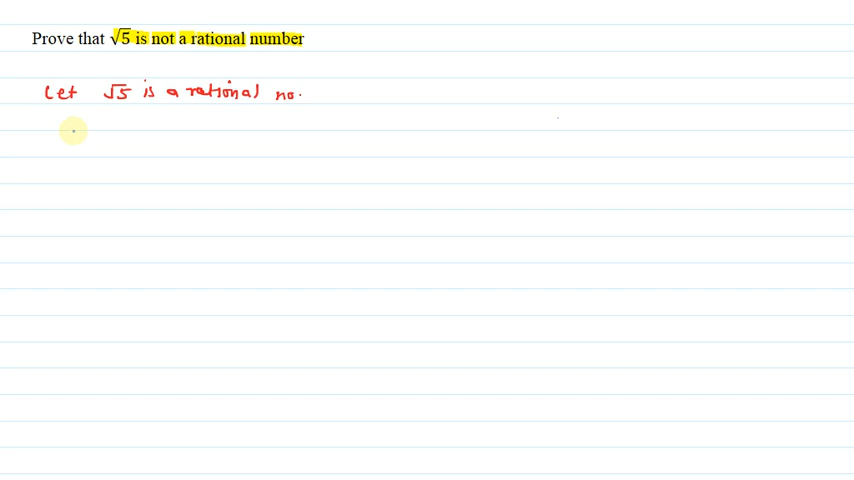 Prove that √5 is not a rational number
Let √5 is a rational no.